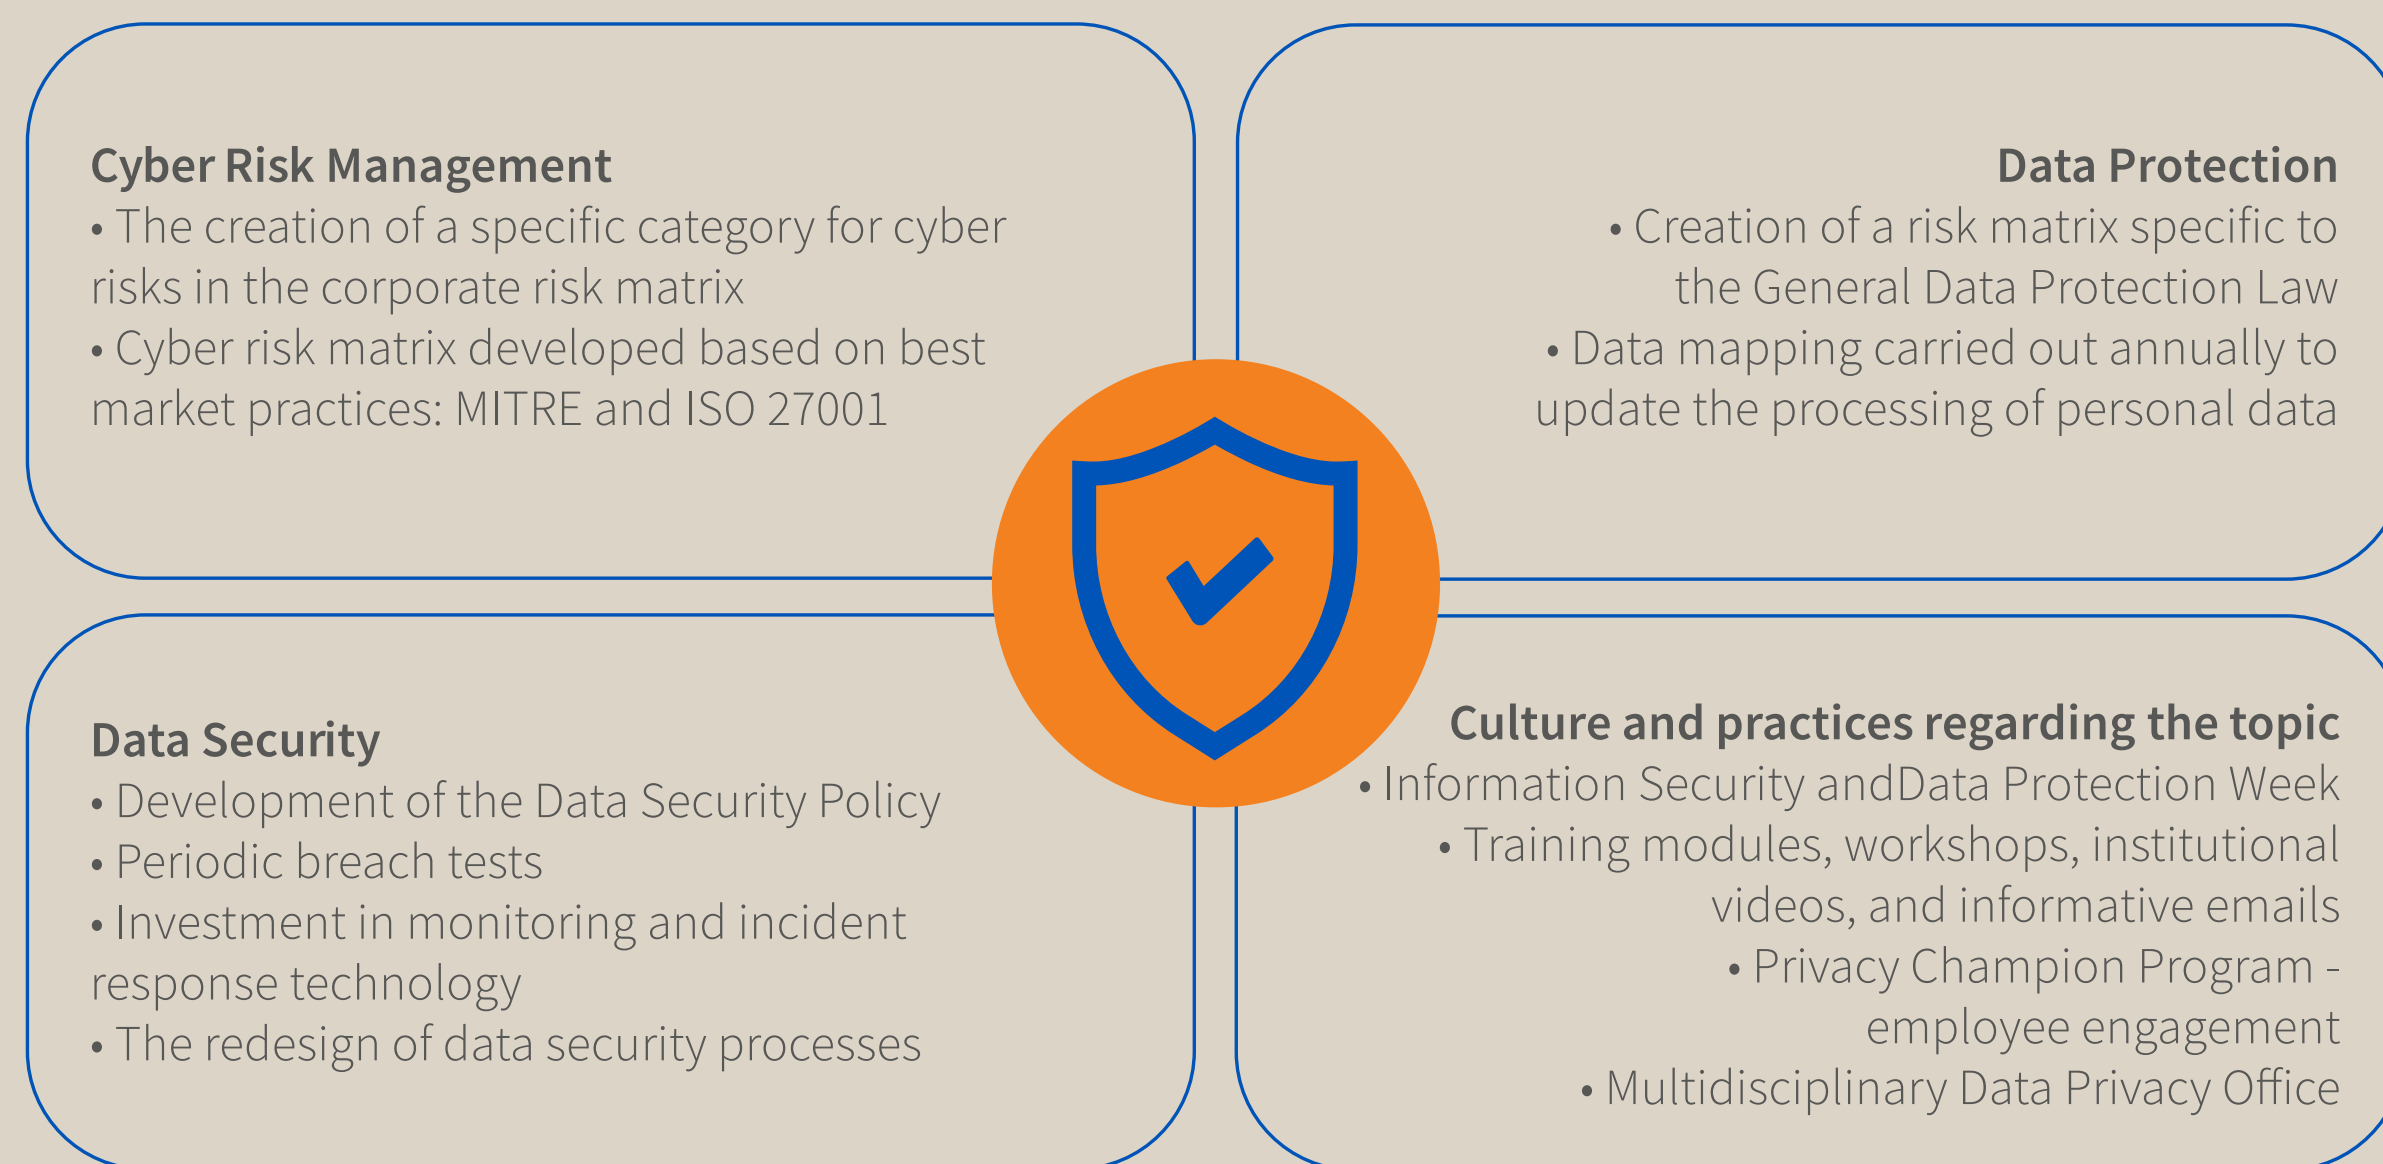 Cyber Risk Management
• The creation of a specific category for cyber
risks in the corporate risk matrix
• Cyber risk matrix developed based on best
market practices: MITRE and ISO 27001
Data Protection
• Creation of a risk matrix specific to
the General Data Protection Law
• Data mapping carried out annually to
update the processing of personal data
Data Security
• Development of the Data Security Policy
• Periodic breach tests
• Investment in monitoring and incident
response technology
• The redesign of data security processes
Culture and practices regarding the topic
• Information Security andData Protection Week
• Training modules, workshops, institutional
videos, and informative emails
• Privacy Champion Program -
employee engagement
• Multidisciplinary Data Privacy Office